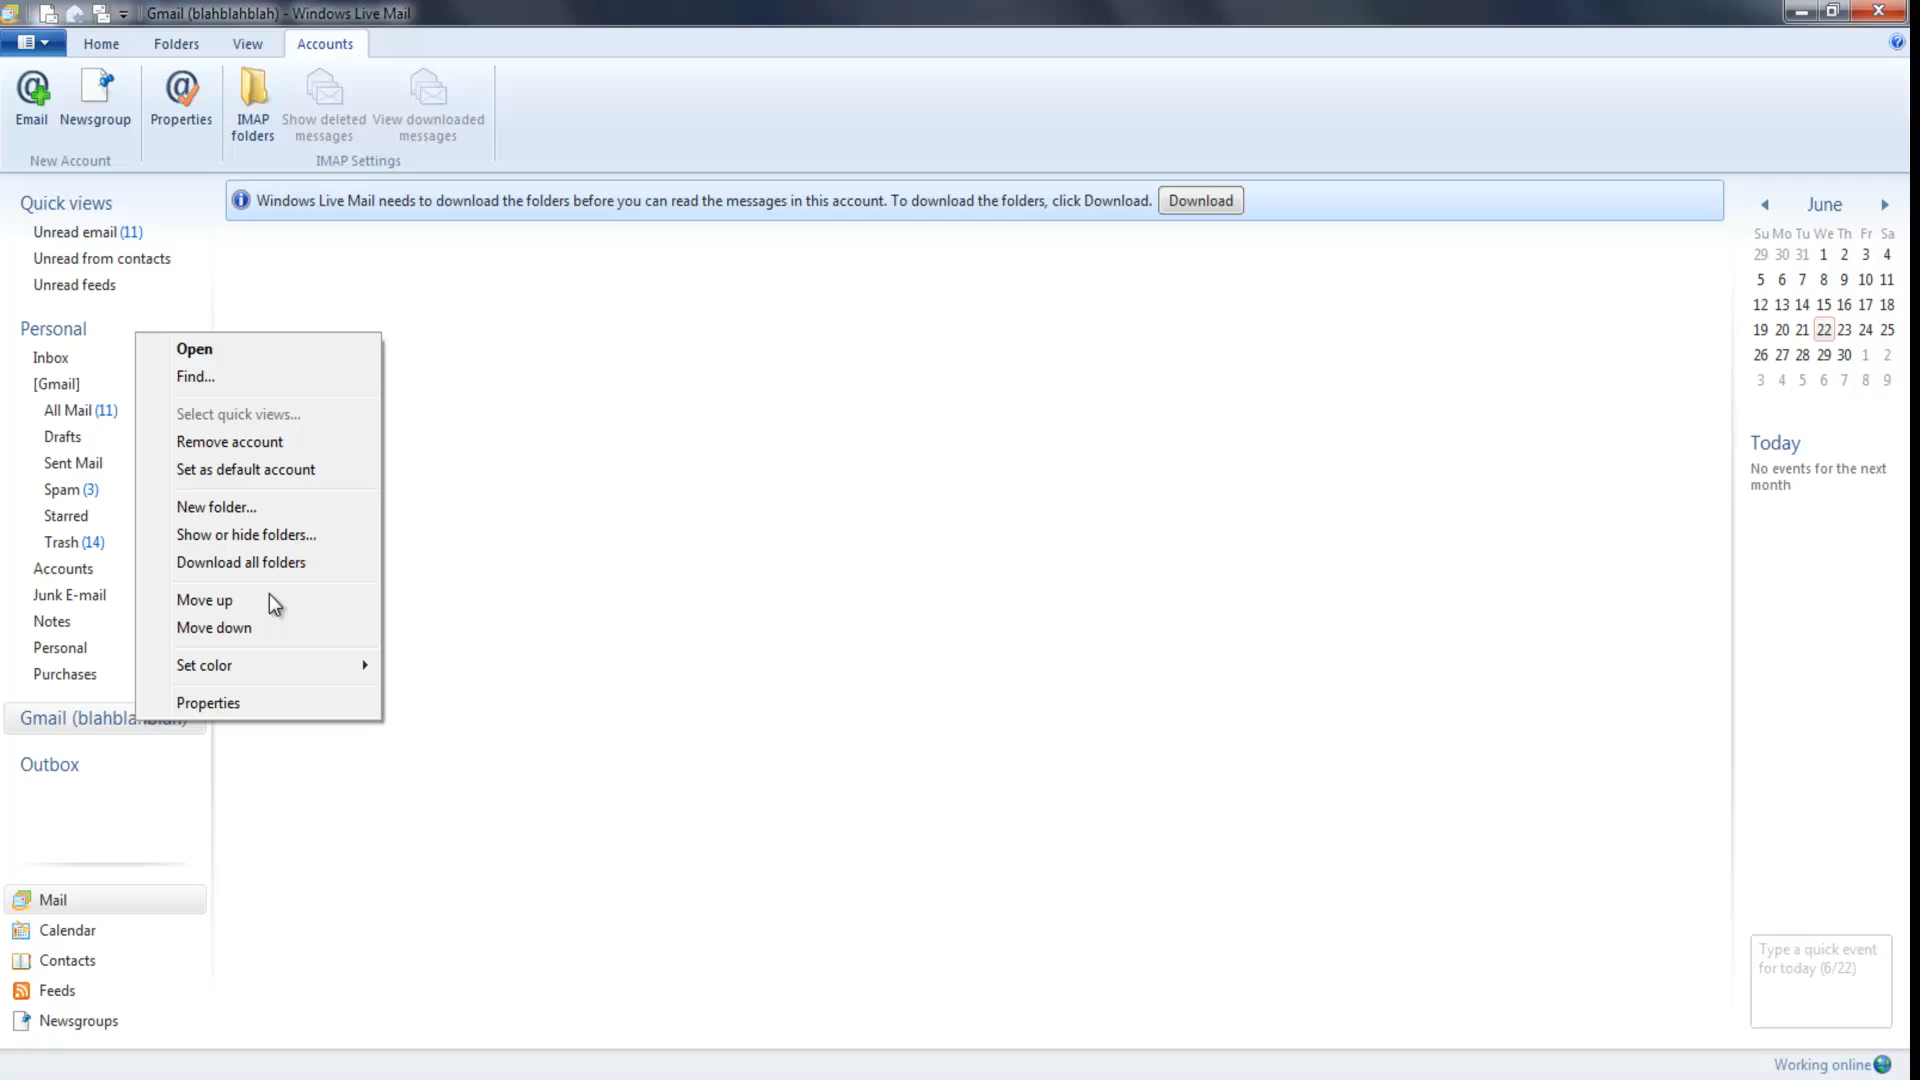 Gmail (blahblahblah) - Windows Live Mail
Home
Folders
View
Accounts
Email
Newsgroup
New Account
Properties
IMAP
folders
Show deleted
messages
View downloaded
messages
IMAP Settings
Quick views
Unread email (11)
Unread from contacts
Unread feeds
Personal
Inbox
[Gmail]
All Mail (11)
Drafts
Sent Mail
Spam (3)
Starred
Trash (14)
Accounts
Junk E-mail
Notes
Personal
Purchases
Gmail (blahblahblah)
Outbox
Mail
Calendar
Contacts
Feeds
Newsgroups
Open
Find...
Select quick views...
Remove account
Set as default account
New folder...
Show or hide folders...
Download all folders
Move up
Move down
Set color
Properties
Windows Live Mail needs to download the folders before you can read the messages in this account. To download the folders, click Download.
Download
June
Su Mo Tu We Th Fr Sa
29 30 31 1 2 3 4
5 6 7 8 9 10 11
12 13 14 15 16 17 18
19 20 21 22 23 24 25
26 27 28 29 30 1 2
3 4 5 6 7 8 9
Today
No events for the next
month
Type a quick event
for today (6/22)
Working online